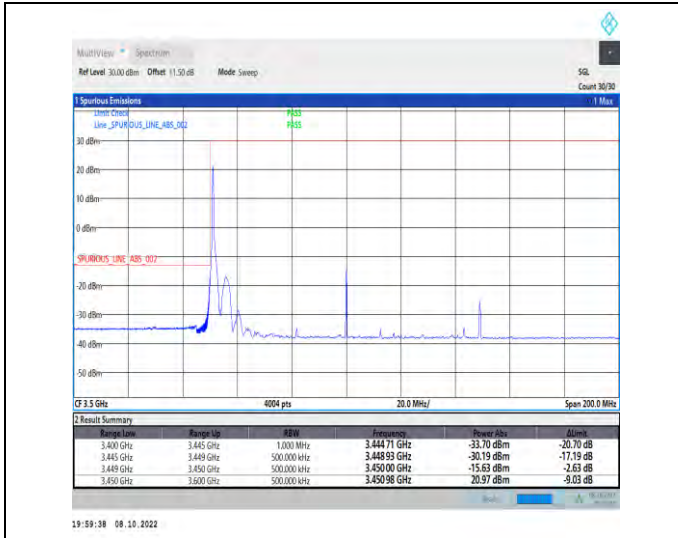 MultiView Spectrum
Ref Level 30.00 dBm Offset 11.50 dB Mode Sweep SGL
Count 30/30
1 Spurious Emissions 1 Max
Limit Check PASS
Line _SPURIOUS_LINE_ABS_002 PASS
30 dBm
20 dBm
10 dBm
0 dBm
_SPURIOUS_LINE_ABS_002
-20 dBm
-30 dBm
-40 dBm
-50 dBm
CF 3.5 GHz 4004 pts 20.0 MHz/ Span 200.0 MHz
2 Result Summary
Range Low Range Up RBW Frequency Power Abs ΔLimit
3.400 GHz 3.445 GHz 1.000 MHz 3.444 71 GHz -33.70 dBm -20.70 dB
3.445 GHz 3.449 GHz 500.000 kHz 3.448 93 GHz -30.19 dBm -17.19 dB
3.449 GHz 3.450 GHz 500.000 kHz 3.450 00 GHz -15.63 dBm -2.63 dB
3.450 GHz 3.600 GHz 500.000 kHz 3.450 98 GHz 20.97 dBm -9.03 dB
19:59:38 08.10.2022